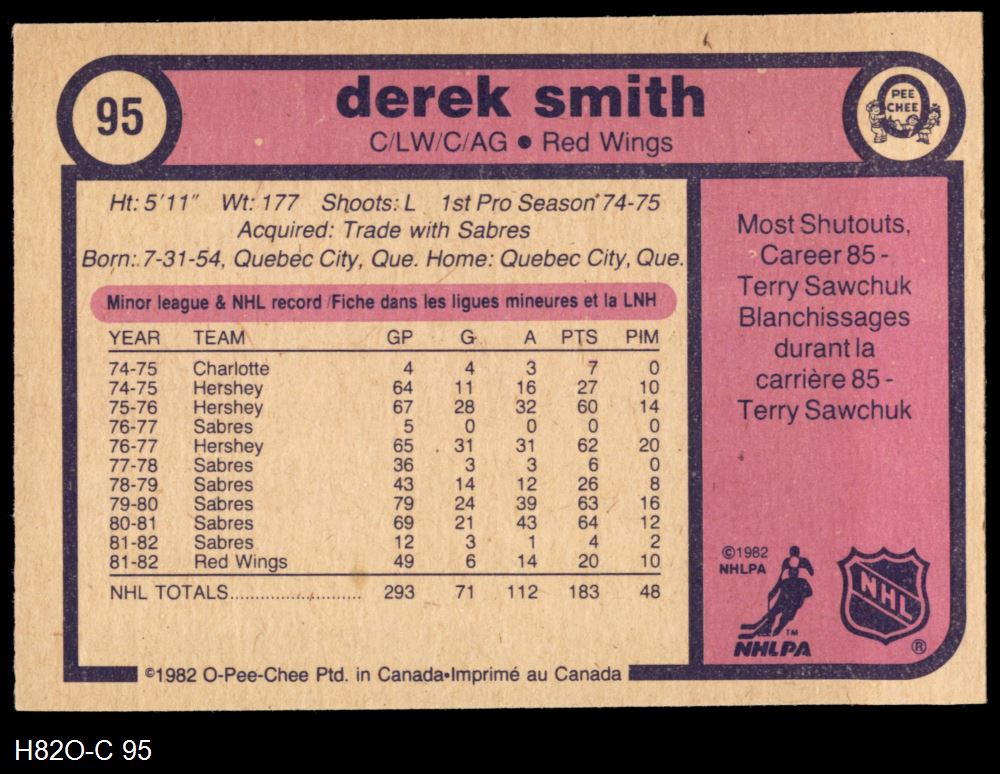 95
derek smith
C/LW/C/AG ● Red Wings
PEE
CHEE
Ht: 5'11" Wt: 177 Shoots: L 1st Pro Season 74-75
Acquired: Trade with Sabres
Born: 7-31-54, Quebec City, Que. Home: Quebec City, Que.
Minor league & NHL record /Fiche dans les ligues mineures et la LNH
YEAR TEAM GP G A PTS PIM
74-75 Charlotte 4 4 3 7 0
74-75 Hershey 64 11 16 27 10
75-76 Hershey 67 28 32 60 14
76-77 Sabres 5 0 0 0 0
76-77 Hershey 65 31 31 62 20
77-78 Sabres 36 3 3 6 0
78-79 Sabres 43 14 12 26 8
79-80 Sabres 79 24 39 63 16
80-81 Sabres 69 21 43 64 12
81-82 Sabres 12 3 1 4 2
81-82 Red Wings 49 6 14 20 10
NHL TOTALS........................ 293 71 112 183 48
Most Shutouts,
Career 85 -
Terry Sawchuk
Blanchissages
durant la
carrière 85 -
Terry Sawchuk
©1982
NHLPA
TM
NHLPA
NHL
®
©1982 O-Pee-Chee Ptd. in Canada•Imprimé au Canada
H82O-C 95